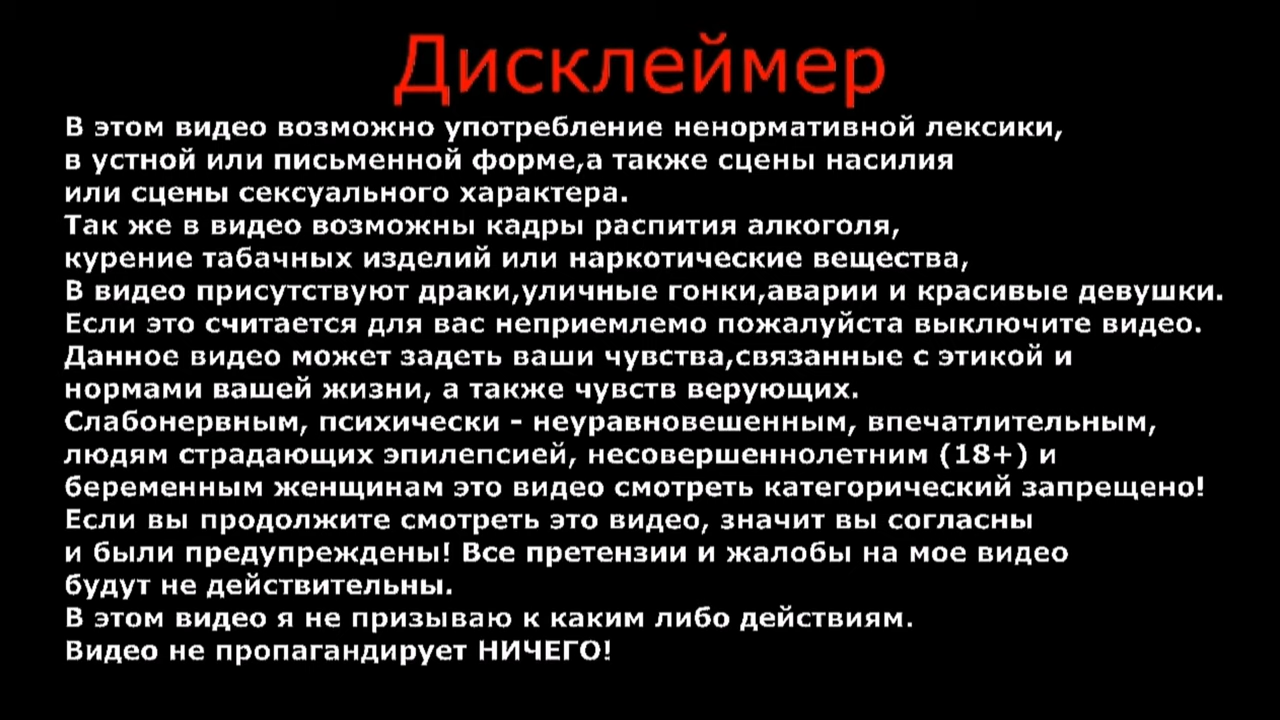 Дисклеймер
В этом видео возможно употребление ненормативной лексики,
в устной или письменной форме,а также сцены насилия
или сцены сексуального характера.
Так же в видео возможны кадры распития алкоголя,
курение табачных изделий или наркотические вещества,
В видео присутствуют драки,уличные гонки,аварии и красивые девушки.
Если это считается для вас неприемлемо пожалуйста выключите видео.
Данное видео может задеть ваши чувства,связанные с этикой и
нормами вашей жизни, а также чувств верующих.
Слабонервным, психически - неуравновешенным, впечатлительным,
людям страдающих эпилепсией, несовершеннолетним (18+) и
беременным женщинам это видео смотреть категорический запрещено!
Если вы продолжите смотреть это видео, значит вы согласны
и были предупреждены! Все претензии и жалобы на мое видео
будут не действительны.
В этом видео я не призываю к каким либо действиям.
Видео не пропагандирует НИЧЕГО!